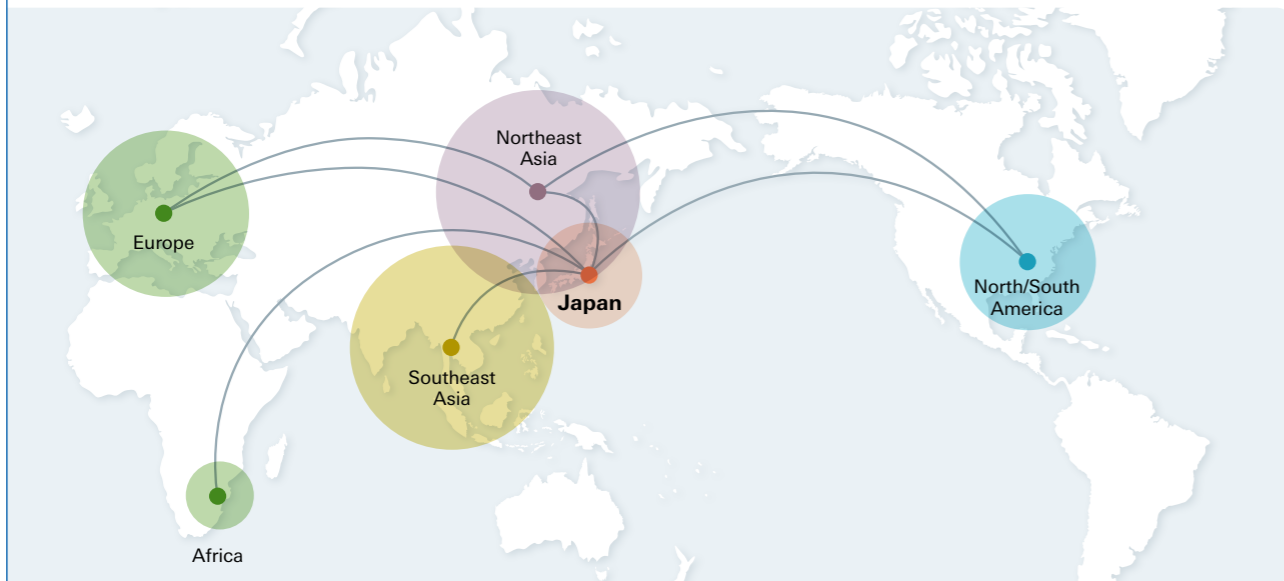 Northeast
Asia
Europe
Japan
North/South
America
Southeast
Asia
Africa